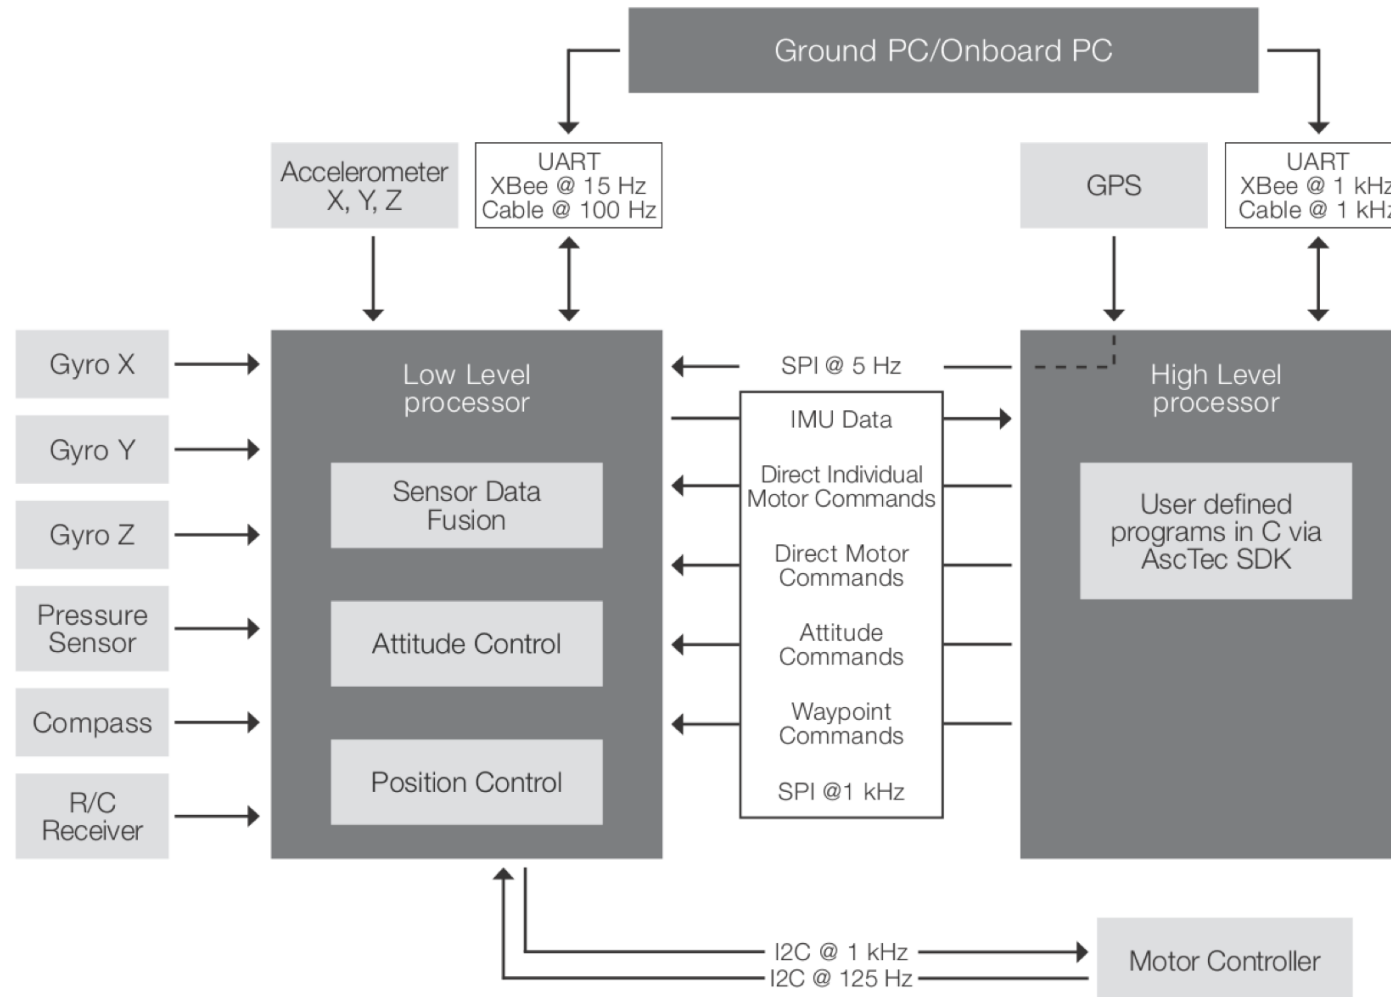 Ground PC/Onboard PC
Accelerometer
X, Y, Z
UART
XBee @ 15 Hz
Cable @ 100 Hz
GPS
UART
XBee @ 1 kHz
Cable @ 1 kHz
Gyro X
Gyro Y
Gyro Z
Pressure
Sensor
Compass
R/C
Receiver
Low Level
processor
Sensor Data
Fusion
Attitude Control
Position Control
SPI @ 5 Hz
IMU Data
Direct Individual
Motor Commands
Direct Motor
Commands
Attitude
Commands
Waypoint
Commands
SPI @1 kHz
High Level
processor
User defined
programs in C via
AscTec SDK
I2C @ 1 kHz
I2C @ 125 Hz
Motor Controller